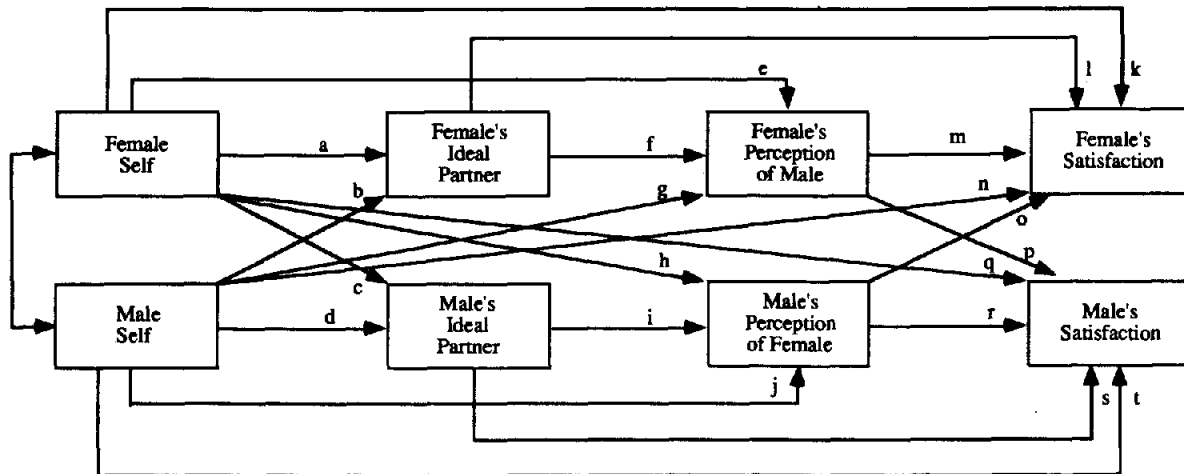 e
l
k
Female
Self
a
Female's
Ideal
Partner
f
Female's
Perception
of Male
m
Female's
Satisfaction
b
g
n
o
c
h
q
p
Male
Self
d
Male's
Ideal
Partner
i
Male's
Perception
of Female
r
Male's
Satisfaction
j
s
t